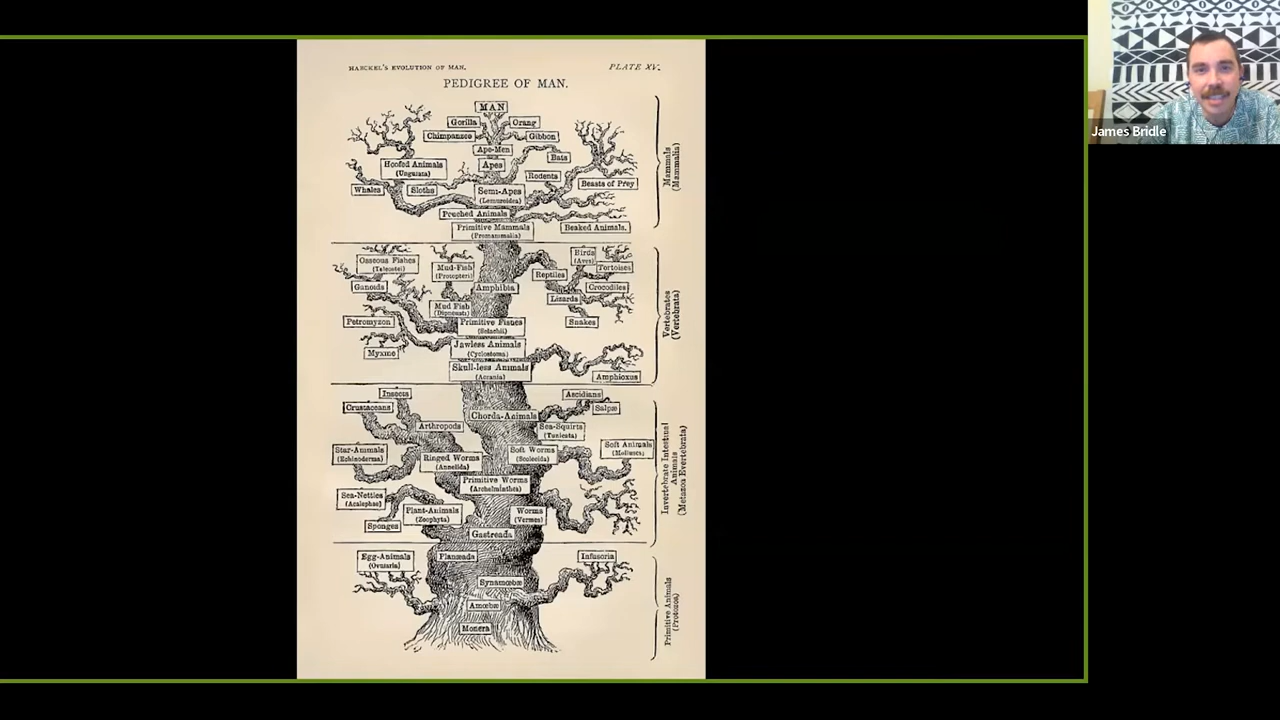 HAECKEL'S EVOLUTION OF MAN.
PLATE XV.
PEDIGREE OF MAN.
MAN
Gorilla
Orang
Chimpanzee
Gibbon
Ape-Men
Bats
Apes
Hoofed Animals
(Ungulata)
Rodents
Beasts of Prey
Whales
Sloths
Semi-Apes
(Lemuroidea)
Pouched Animals
Primitive Mammals
(Promammalia)
Beaked Animals.
Mammals
(Mammalia)
Osseous Fishes
(Teleostei)
Mud-Fish
(Protopteri)
Birds
(Aves)
Tortoises
Reptiles
Ganoids
Amphibia
Crocodiles
Lizards
Mud Fish
(Dipneusti)
Petromyzon
Primitive Fishes
(Selachii)
Snakes
Myxine
Jawless Animals
(Cyclostoma)
Skull-less Animals
(Acrania)
Amphioxus
Vertebrates
(Vertebrata)
Insects
Ascidians
Crustaceans
Salpæ
Chorda-Animals
Arthropods
Sea-Squirts
(Tunicata)
Star-Animals
(Echinoderma)
Ringed Worms
(Annelida)
Soft Worms
(Scolecida)
Soft Animals
(Mollusca)
Primitive Worms
(Archelminthes)
Sea-Nettles
(Acalephae)
Plant-Animals
(Zoophyta)
Worms
(Vermes)
Sponges
Gastreada
Invertebrate Intestinal
Animals
(Metazoa Evertebrata)
Egg-Animals
(Ovularia)
Planæada
Infusoria
Synamœbæ
Amœbæ
Monera
Primitive Animals
(Protozoa)
James Bridle